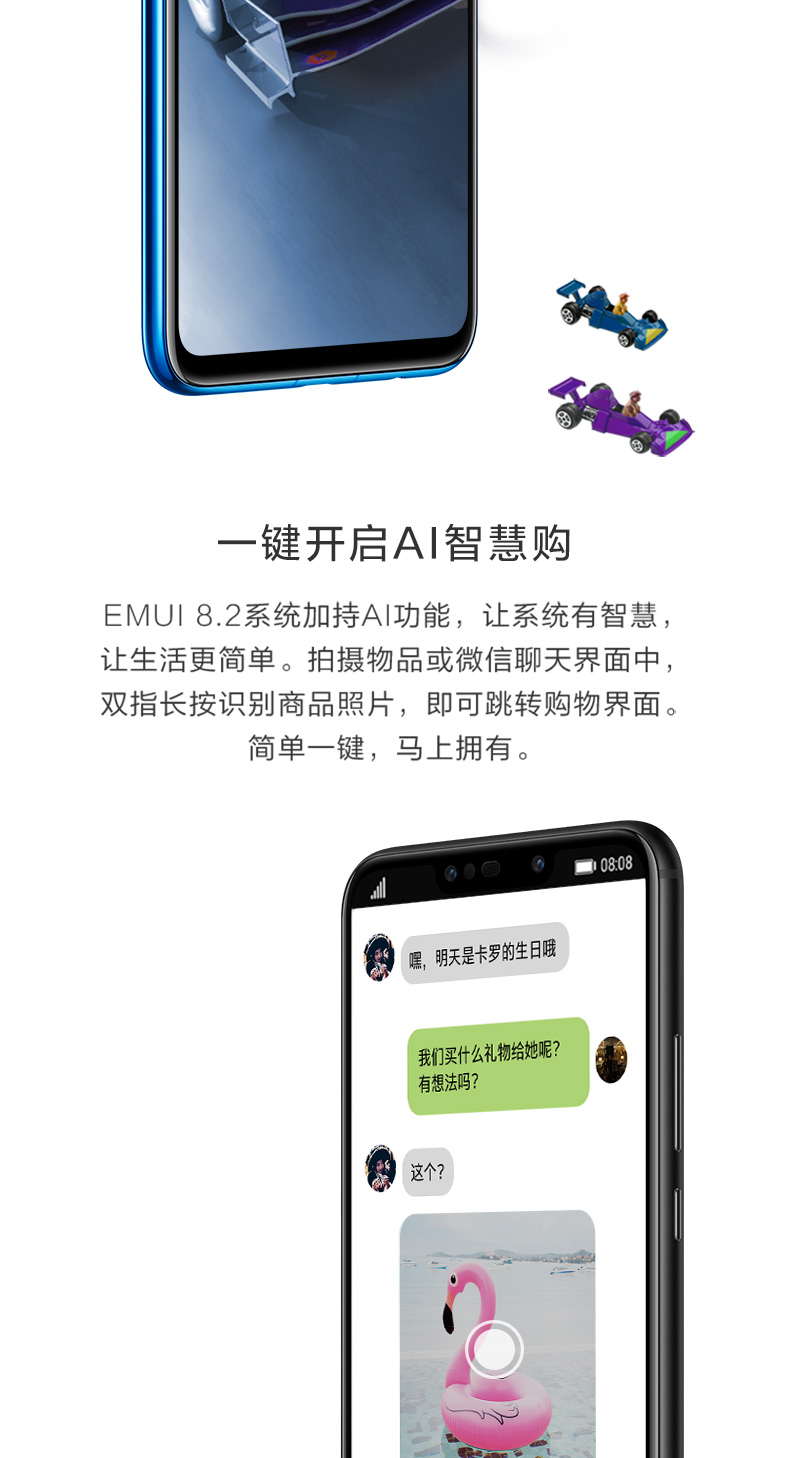 一键开启AI智慧购
EMUI 8.2系统加持AI功能，让系统有智慧，
让生活更简单。拍摄物品或微信聊天界面中，
双指长按识别商品照片，即可跳转购物界面。
简单一键，马上拥有。
08:08
嘿，明天是卡罗的生日哦
我们买什么礼物给她呢？
有想法吗？
这个？